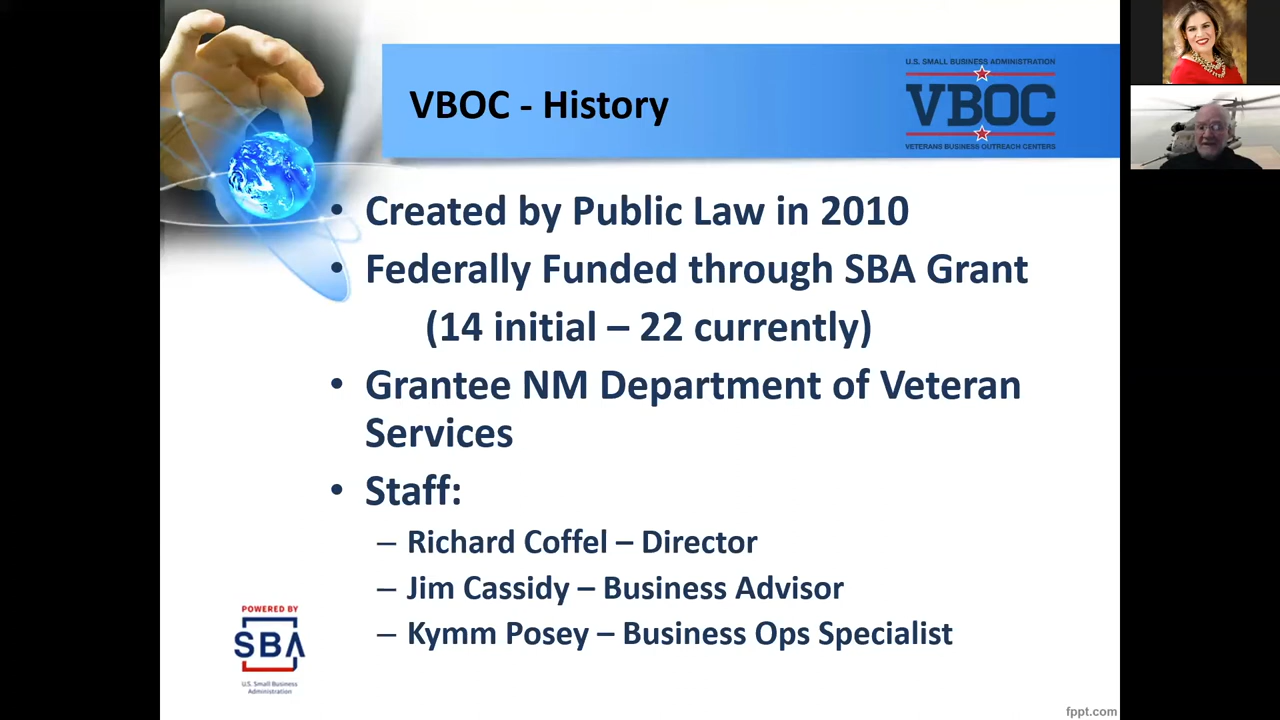 U.S. SMALL BUSINESS ADMINISTRATION
VBOC - History
VBOC
VETERANS BUSINESS OUTREACH CENTERS
• Created by Public Law in 2010
• Federally Funded through SBA Grant
(14 initial – 22 currently)
• Grantee NM Department of Veteran
Services
• Staff:
– Richard Coffel – Director
– Jim Cassidy – Business Advisor
– Kymm Posey – Business Ops Specialist
POWERED BY
SBA
U.S. Small Business
Administration
fppt.com